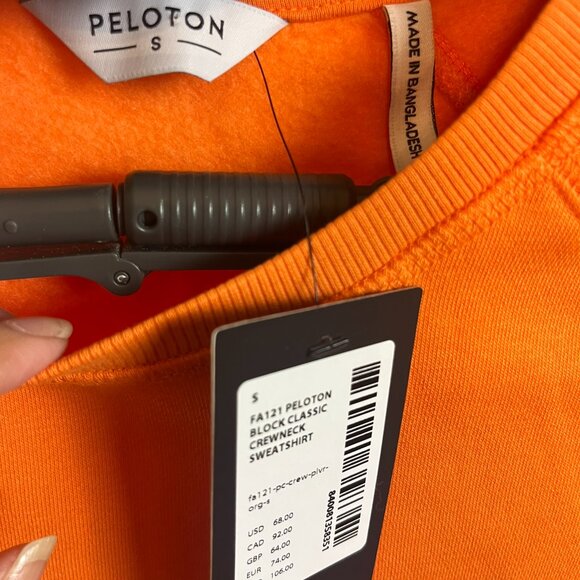 PELOTON
S
MADE IN BANGLADESH
S
FA121 PELOTON
BLOCK CLASSIC
CREWNECK
SWEATSHIRT
fa121-pc-crew-plvr-
org-s
USD 68.00
CAD 92.00
GBP 64.00
EUR 74.00
106.00
840081358351